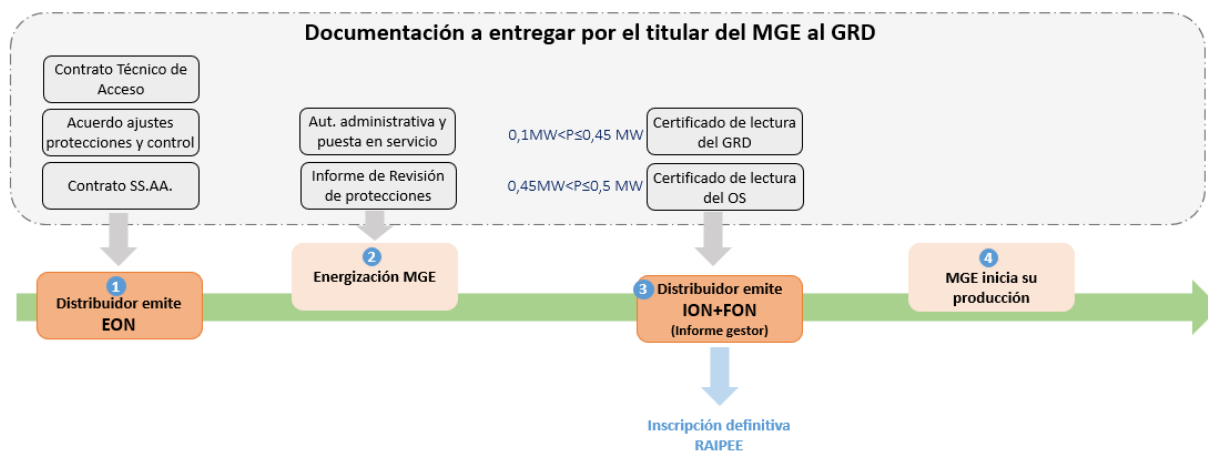 Documentación a entregar por el titular del MGE al GRD
Contrato Técnico de
Acceso
Acuerdo ajustes
protecciones y control
Contrato SS.AA.
Aut. administrativa y
puesta en servicio
Informe de Revisión
de protecciones
0,1MW<P≤0,45 MW
Certificado de lectura
del GRD
0,45MW<P≤0,5 MW
Certificado de lectura
del OS
1
Distribuidor emite
EON
2
Energización MGE
3
Distribuidor emite
ION+FON
(Informe gestor)
4
MGE inicia su
producción
Inscripción definitiva
RAIPEE